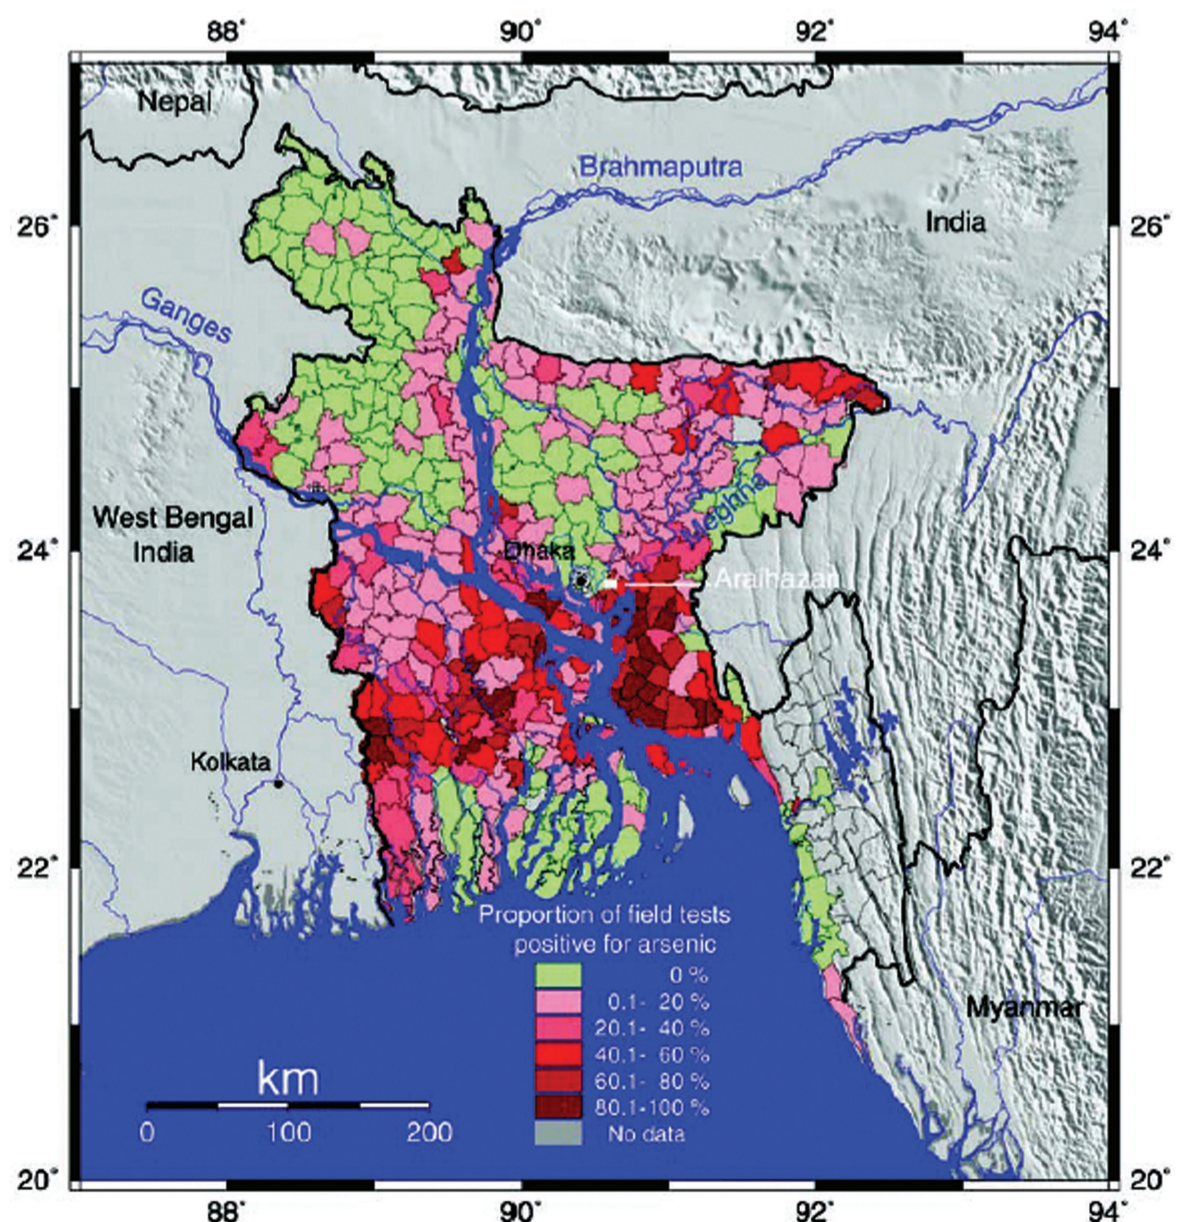 88° 90° 92° 94°
Nepal
Brahmaputra
26° India 26°
Ganges
West Bengal
India
Meghna
24° Dhaka 24°
Araihazar
Kolkata
22° 22°
Proportion of field tests
positive for arsenic
0 %
0.1- 20 %
20.1- 40 %
40.1- 60 %
60.1- 80 %
80.1-100 %
No data
Myanmar
km
0 100 200
20° 20°
88° 90° 92° 94°